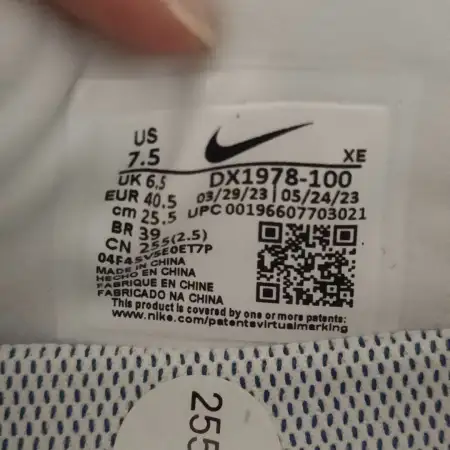 US
7.5
XE
UK 6.5
DX1978-100
EUR 40.5
03/29/23 | 05/24/23
cm 25.5
UPC 00196607703021
BR 39
CN 255(2.5)
MADE IN CHINA
HECHO EN CHINA
FABRIQUE EN CHINE
FABRICADO NA CHINA
This product is covered by one or more patents:
www.nike.com/patentsvirtualmarking
255